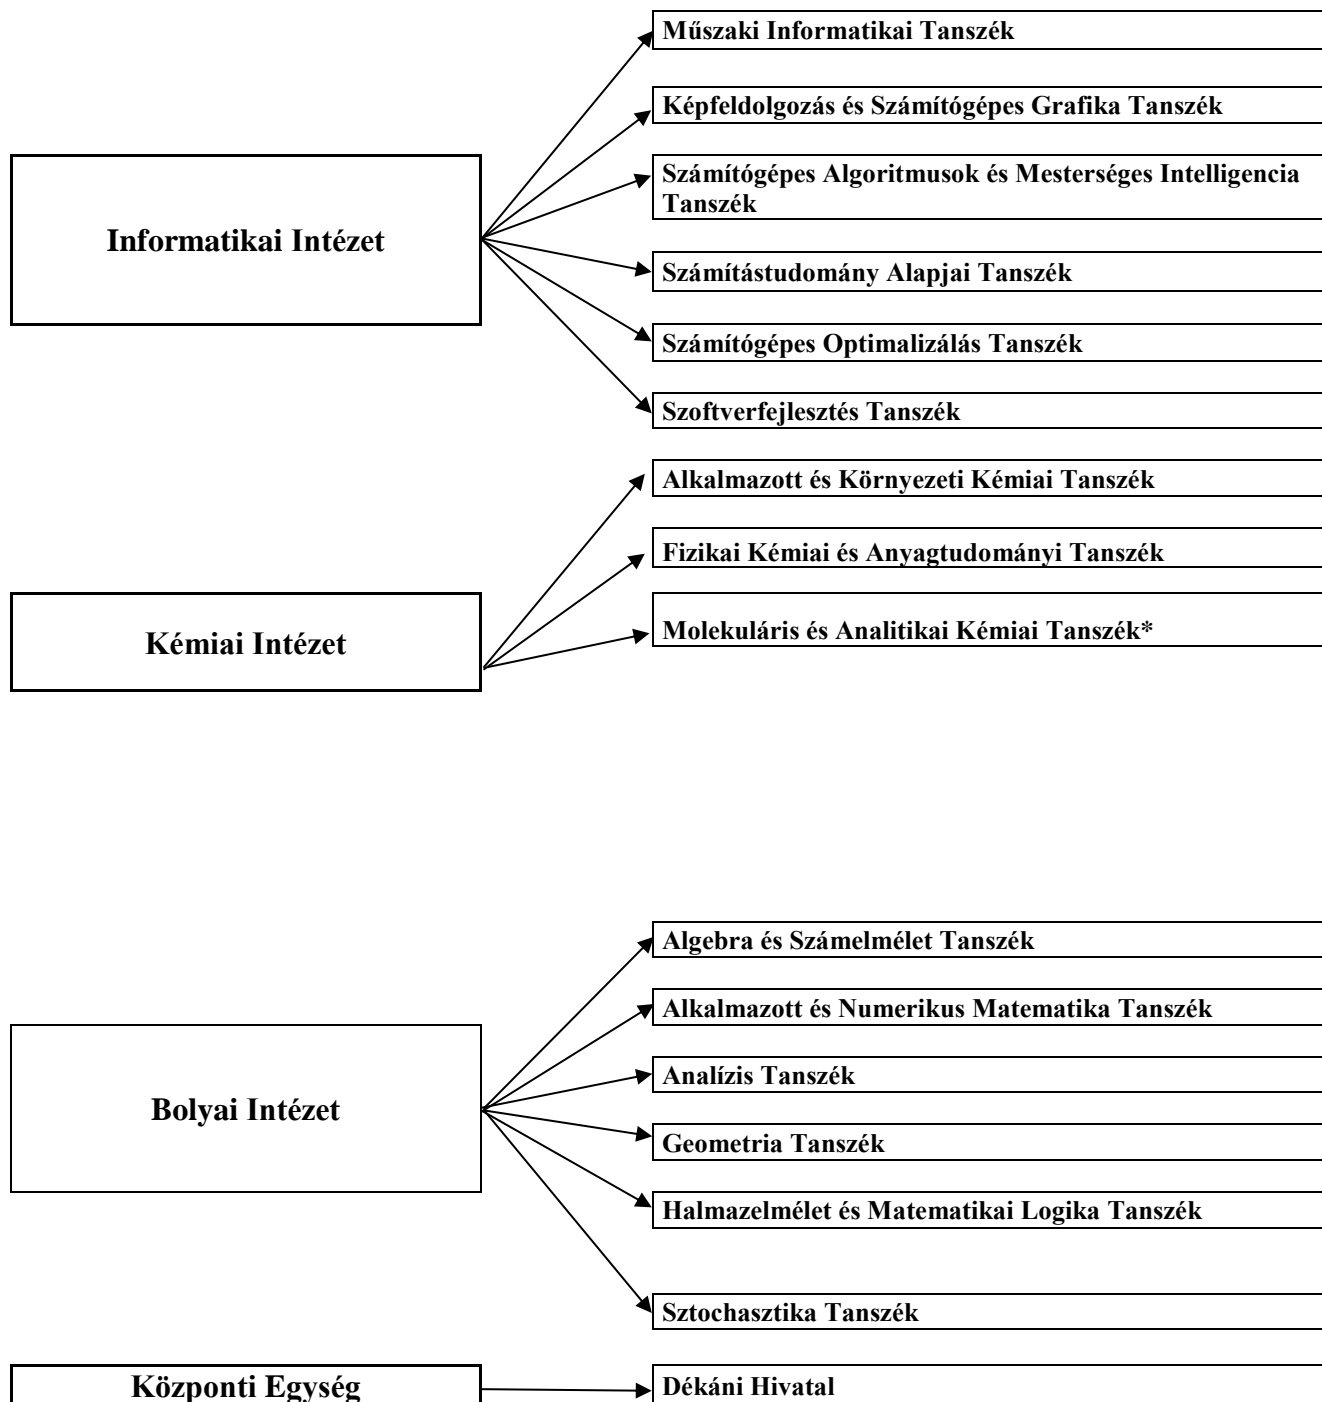 Műszaki Informatikai Tanszék
Képfeldolgozás és Számítógépes Grafika Tanszék
Számítógépes Algoritmusok és Mesterséges Intelligencia
Tanszék
Informatikai Intézet
Számítástudomány Alapjai Tanszék
Számítógépes Optimalizálás Tanszék
Szoftverfejlesztés Tanszék
Alkalmazott és Környezeti Kémiai Tanszék
Fizikai Kémiai és Anyagtudományi Tanszék
Kémiai Intézet
Molekuláris és Analitikai Kémiai Tanszék*
Algebra és Számelmélet Tanszék
Alkalmazott és Numerikus Matematika Tanszék
Analízis Tanszék
Bolyai Intézet
Geometria Tanszék
Halmazelmélet és Matematikai Logika Tanszék
Sztochasztika Tanszék
Központi Egység
Dékáni Hivatal